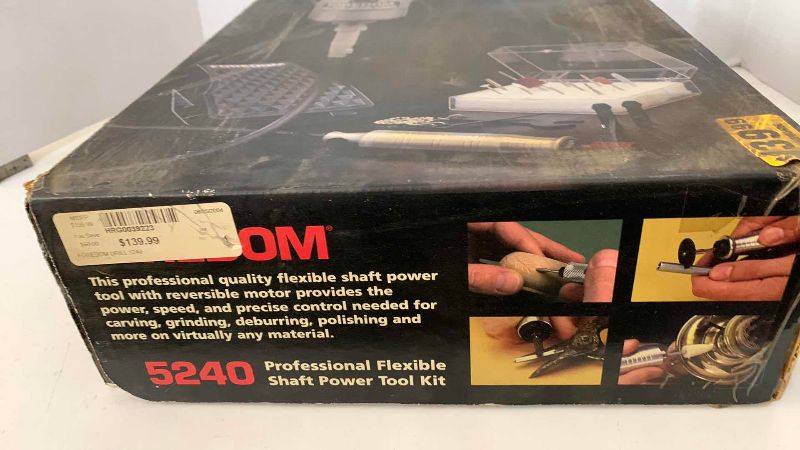 HRG0039223
$139.99
EDOM®
This professional quality flexible shaft power
tool with reversible motor provides the
power, speed, and precise control needed for
carving, grinding, deburring, polishing and
more on virtually any material.
5240 Professional Flexible
Shaft Power Tool Kit